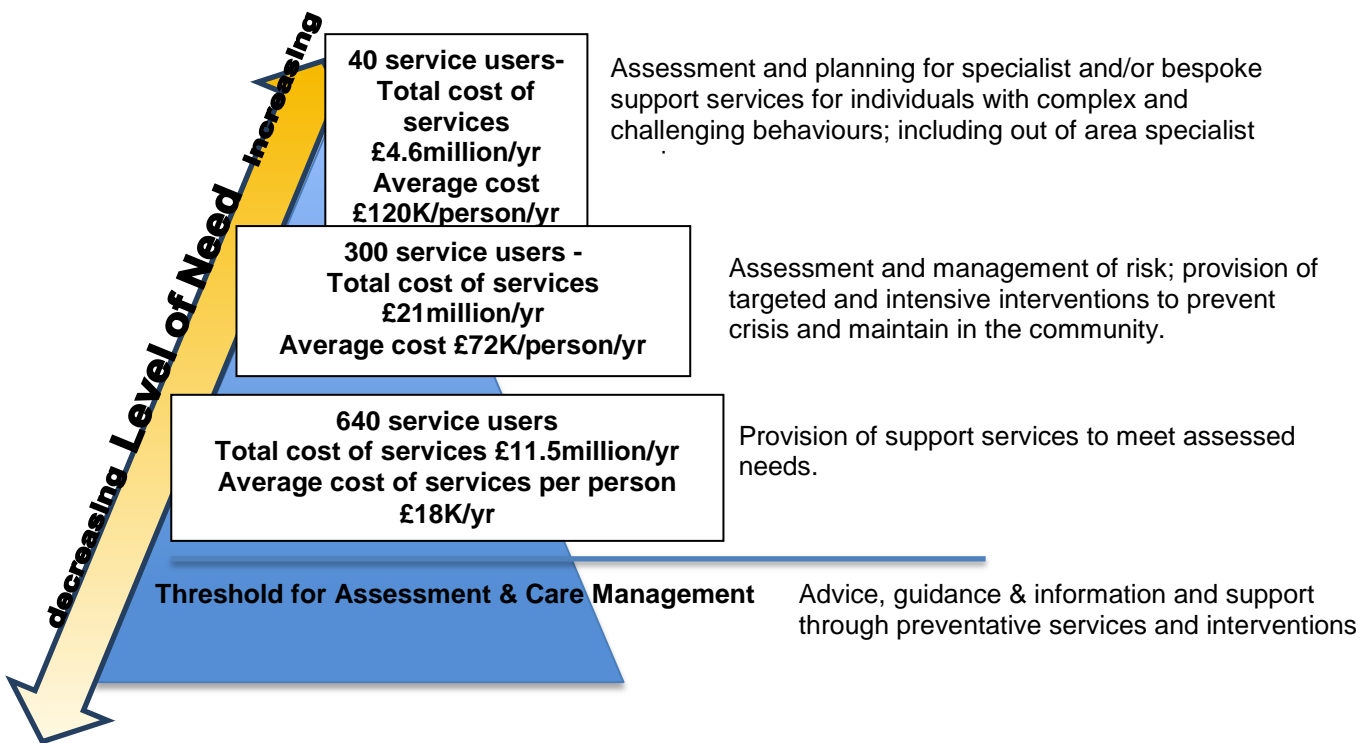 Increasing
Level of Need
decreasing
40 service users-
Total cost of
services
£4.6million/yr
Average cost
£120K/person/yr
Assessment and planning for specialist and/or bespoke
support services for individuals with complex and
challenging behaviours; including out of area specialist
300 service users -
Total cost of services
£21million/yr
Average cost £72K/person/yr
Assessment and management of risk; provision of
targeted and intensive interventions to prevent
crisis and maintain in the community.
640 service users
Total cost of services £11.5million/yr
Average cost of services per person
£18K/yr
Provision of support services to meet assessed
needs.
Threshold for Assessment & Care Management
Advice, guidance & information and support
through preventative services and interventions